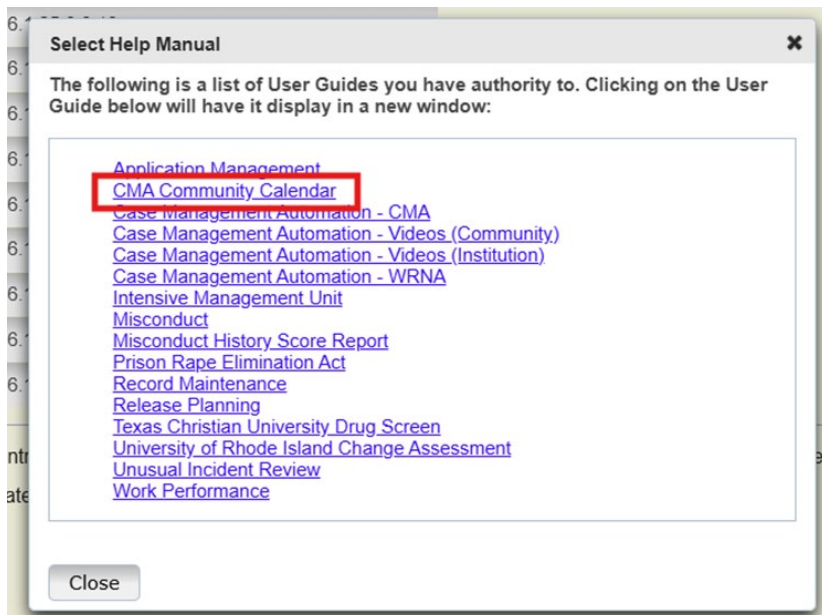 Select Help Manual
The following is a list of User Guides you have authority to. Clicking on the User
Guide below will have it display in a new window:
Application Management
CMA Community Calendar
Case Management Automation - CMA
Case Management Automation - Videos (Community)
Case Management Automation - Videos (Institution)
Case Management Automation - WRNA
Intensive Management Unit
Misconduct
Misconduct History Score Report
Prison Rape Elimination Act
Record Maintenance
Release Planning
Texas Christian University Drug Screen
University of Rhode Island Change Assessment
Unusual Incident Review
Work Performance
Close